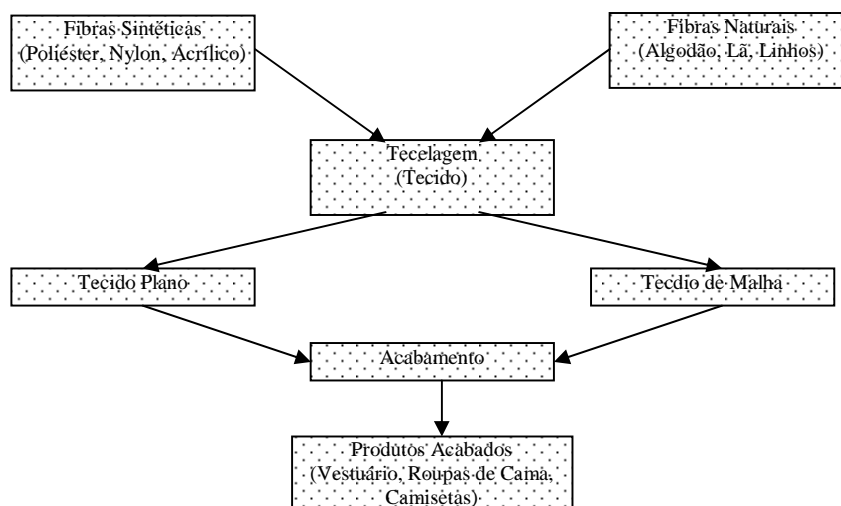 Fibras Sintéticas
(Poliéster, Nylon, Acrílico)
Fibras Naturais
(Algodão, Lã, Linhos)
Tecelagem
(Tecido)
Tecido Plano
Tecdio de Malha
Acabamento
Produtos Acabados
(Vestuário, Roupas de Cama,
Camisetas)